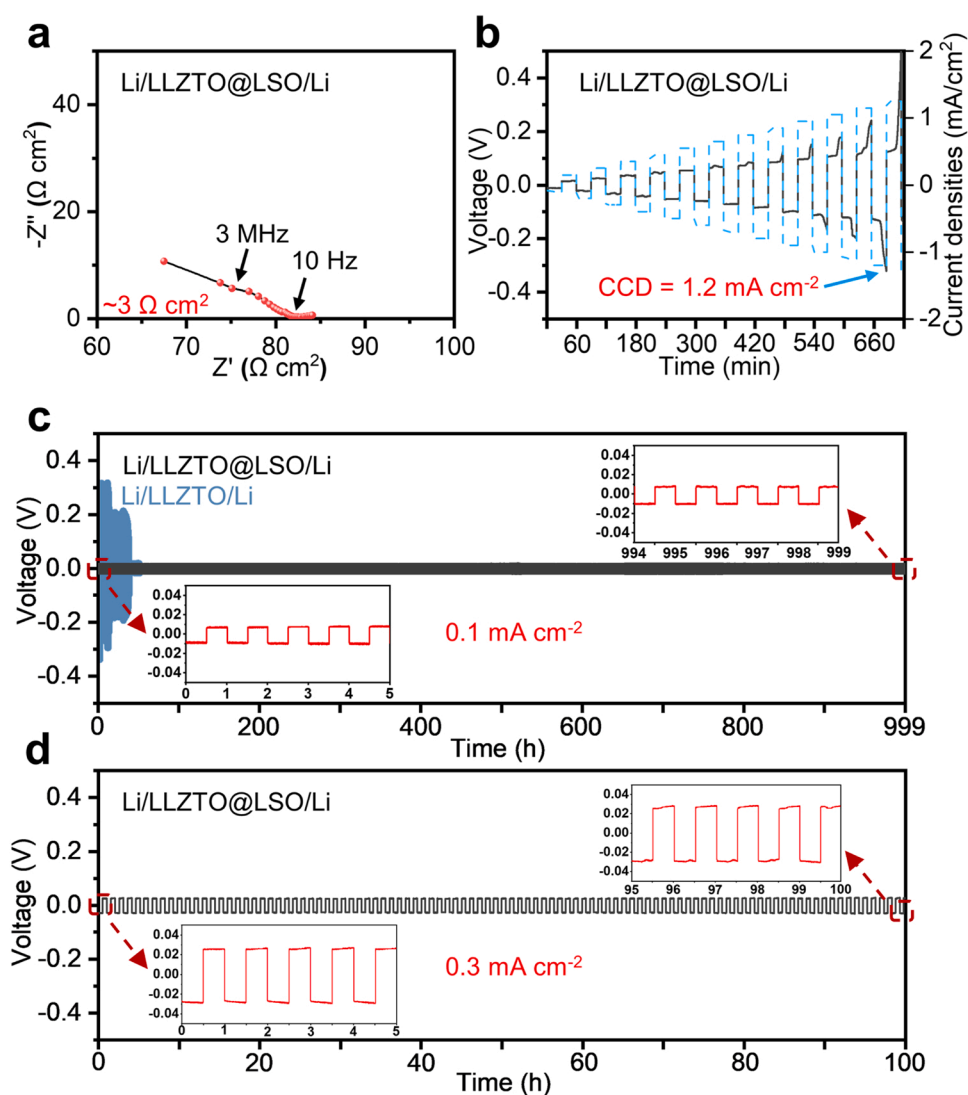 a
Li/LLZTO@LSO/Li
-Z'' (Ω cm²)
40
20
0
3 MHz
10 Hz
~3 Ω cm²
60 70 80 90 100
Z' (Ω cm²)
b
Li/LLZTO@LSO/Li
Voltage (V)
0.4
0.2
0.0
-0.2
-0.4
2
1
0
-1
-2
Current densities (mA/cm²)
CCD = 1.2 mA cm⁻²
60 180 300 420 540 660
Time (min)
c
Li/LLZTO@LSO/Li
Li/LLZTO/Li
Voltage (V)
0.4
0.2
0.0
-0.2
-0.4
0.04
0.02
0.00
-0.02
-0.04
994 995 996 997 998 999
0.04
0.02
0.00
-0.02
-0.04
0 1 2 3 4 5
0.1 mA cm⁻²
0 200 400 600 800 999
Time (h)
d
Li/LLZTO@LSO/Li
Voltage (V)
0.4
0.2
0.0
-0.2
-0.4
0.04
0.02
0.00
-0.02
-0.04
95 96 97 98 99 100
0.04
0.02
0.00
-0.02
-0.04
0 1 2 3 4 5
0.3 mA cm⁻²
0 20 40 60 80 100
Time (h)